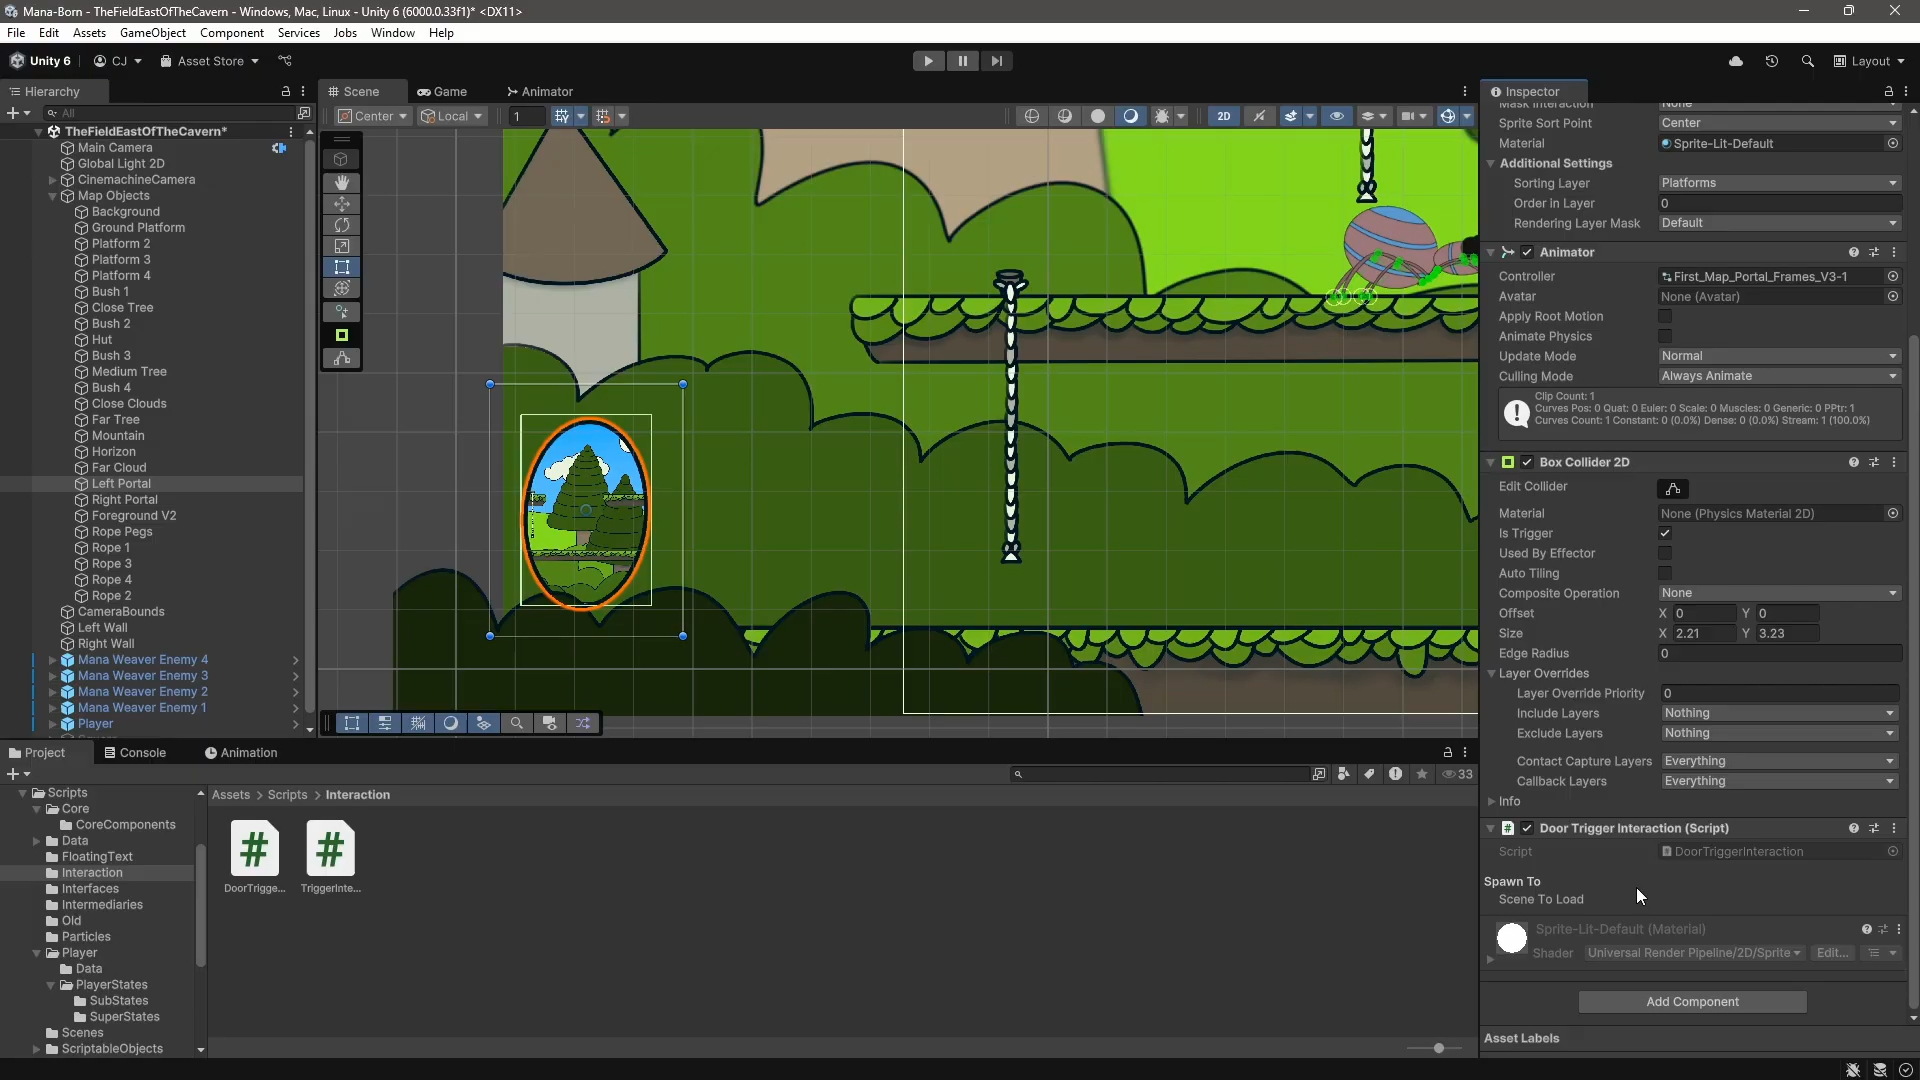 Mana-Born - TheFieldEastOfTheCavern - Windows, Mac, Linux - Unity 6 (6000.0.33f1)* <DX11>
File Edit Assets GameObject Component Services Jobs Window Help
Unity 6 CJ Asset Store Layout
Hierarchy
All
TheFieldEastOfTheCavern*
Main Camera
Global Light 2D
CinemachineCamera
Map Objects
Background
Ground Platform
Platform 2
Platform 3
Platform 4
Bush 1
Close Tree
Bush 2
Hut
Bush 3
Medium Tree
Bush 4
Close Clouds
Far Tree
Mountain
Horizon
Far Cloud
Left Portal
Right Portal
Foreground V2
Rope Pegs
Rope 1
Rope 3
Rope 4
Rope 2
CameraBounds
Left Wall
Right Wall
Mana Weaver Enemy 4
Mana Weaver Enemy 3
Mana Weaver Enemy 2
Mana Weaver Enemy 1
Player
Scene Game Animator
Center Local 1 2D
Inspector
Mask Interaction None
Sprite Sort Point Center
Material Sprite-Lit-Default
Additional Settings
Sorting Layer Platforms
Order in Layer 0
Rendering Layer Mask Default
Animator
Controller First_Map_Portal_Frames_V3-1
Avatar None (Avatar)
Apply Root Motion
Animate Physics
Update Mode Normal
Culling Mode Always Animate
Clip Count: 1
Curves Pos: 0 Quat: 0 Euler: 0 Scale: 0 Muscles: 0 Generic: 0 PPtr: 1
Curves Count: 1 Constant: 0 (0.0%) Dense: 0 (0.0%) Stream: 1 (100.0%)
Box Collider 2D
Edit Collider
Material None (Physics Material 2D)
Is Trigger
Used By Effector
Auto Tiling
Composite Operation None
Offset X 0 Y 0
Size X 2.21 Y 3.23
Edge Radius 0
Layer Overrides
Layer Override Priority 0
Include Layers Nothing
Exclude Layers Nothing
Contact Capture Layers Everything
Callback Layers Everything
Info
Door Trigger Interaction (Script)
Script DoorTriggerInteraction
Spawn To
Scene To Load
Sprite-Lit-Default (Material)
Shader Universal Render Pipeline/2D/Sprite Edit...
Add Component
Asset Labels
Project Console Animation
33
Scripts
Core
CoreComponents
Data
FloatingText
Interaction
Interfaces
Intermediaries
Old
Particles
Player
Data
PlayerStates
SubStates
SuperStates
Scenes
ScriptableObjects
Assets > Scripts > Interaction
DoorTrigge... TriggerInte...